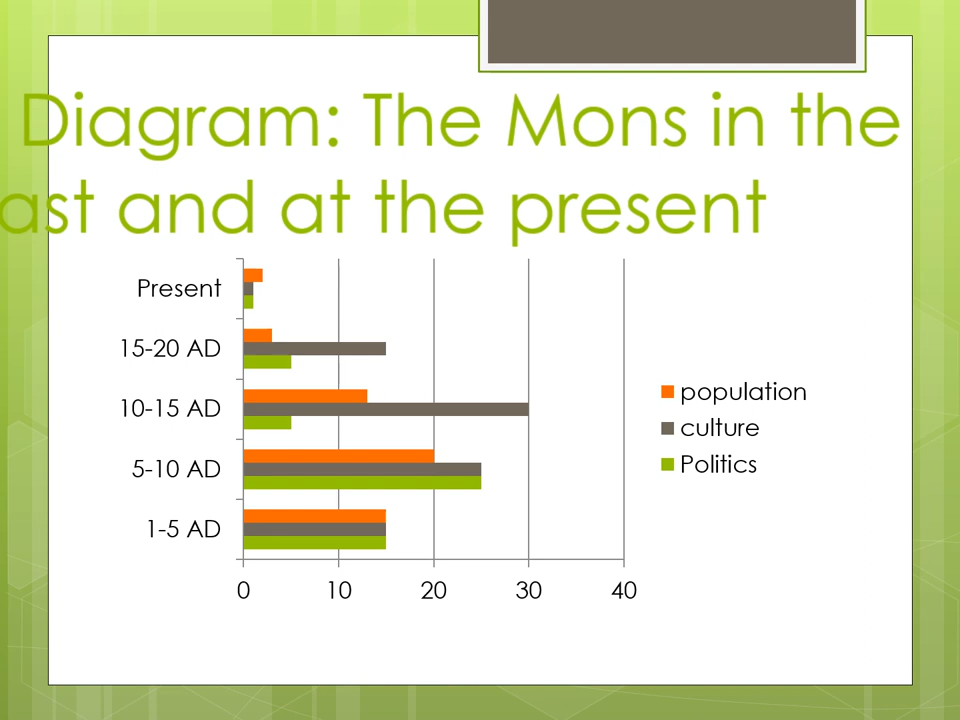 Diagram: The Mons in the
ast and at the present
Present
15-20 AD
10-15 AD
5-10 AD
1-5 AD
0 10 20 30 40
population
culture
Politics